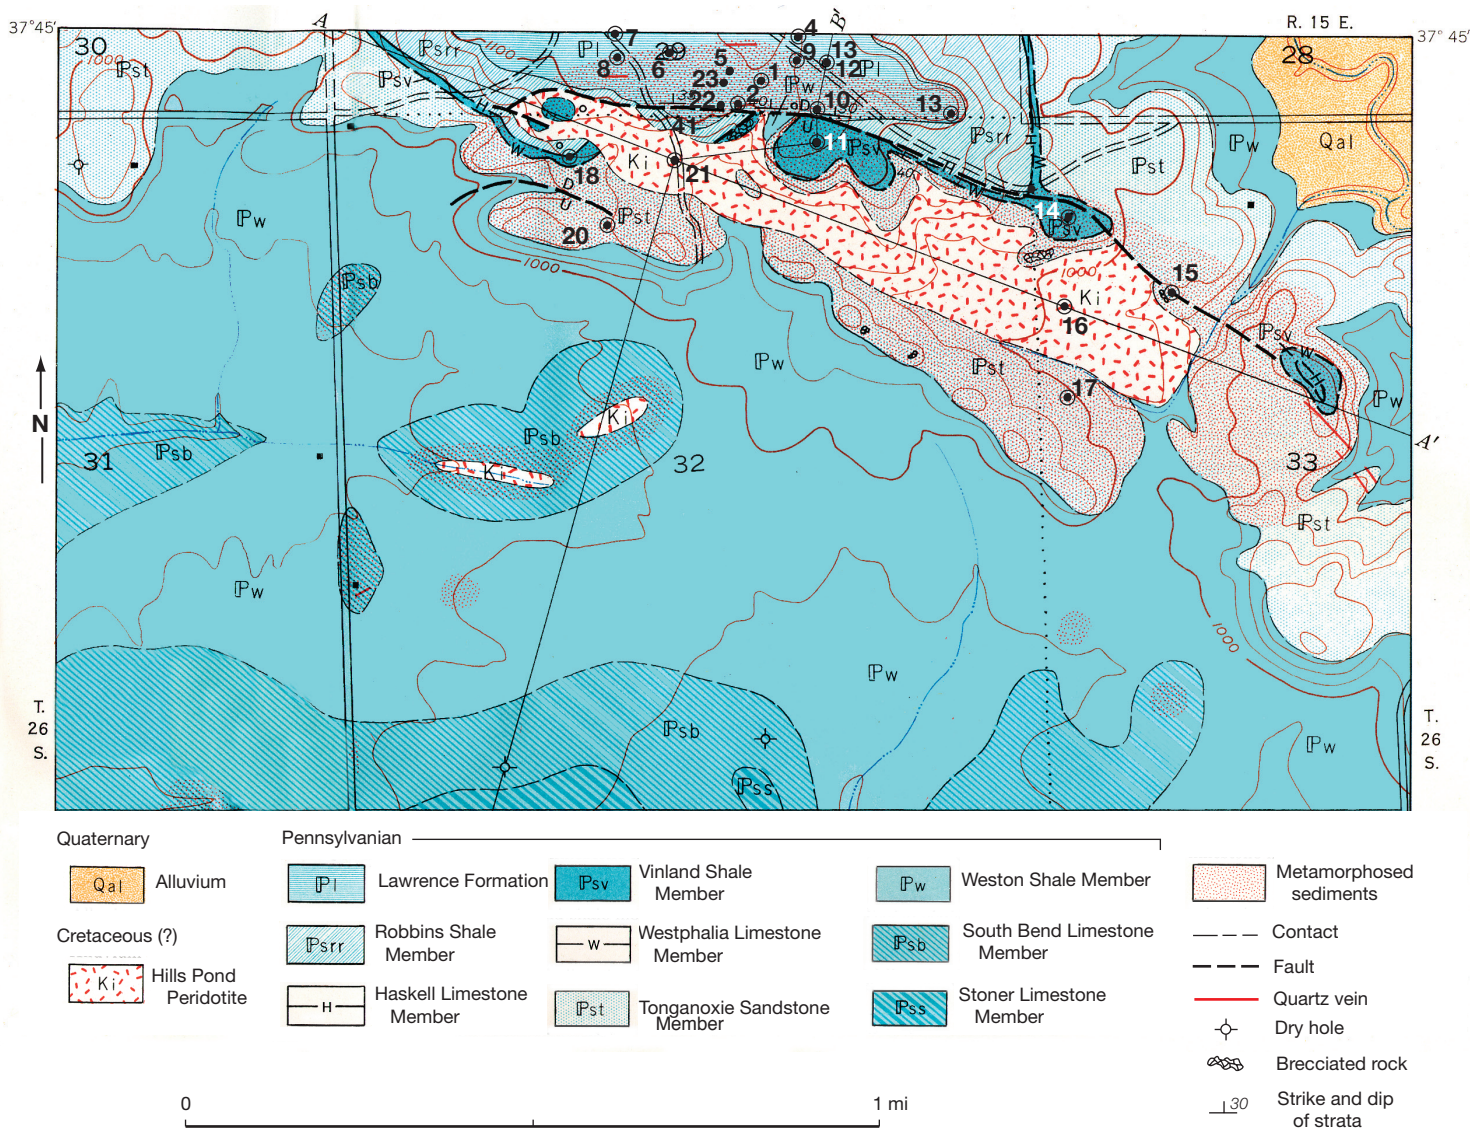 37°45′
A
B′
R. 15 E.
37° 45′
30
1000
ℙst
ℙsrr
1100
7
ℙl
29
4
9
13
12
ℙl
28
ℙsv
8
6
5
23
1
ℙw
22
2
10
13
D
U
41
11
ℙsv
40
ℙsrr
H
W
H
W
ℙst
ℙw
Qal
H
W
18
Ki
21
D
U
ℙw
20
ℙst
14
ℙsv
1000
1000
15
Ki
16
ℙsb
ℙsv
W
H
N
ℙw
ℙst
17
ℙw
A′
31
ℙsb
ℙsb
Ki
Ki
32
33
ℙst
ℙw
1000
ℙw
T.
26
S.
ℙsb
ℙss
ℙw
T.
26
S.
Quaternary
Qal Alluvium
Cretaceous (?)
Ki Hills Pond
Peridotite
Pennsylvanian
ℙl Lawrence Formation
ℙsrr Robbins Shale
Member
H Haskell Limestone
Member
ℙsv Vinland Shale
Member
W Westphalia Limestone
Member
ℙst Tonganoxie Sandstone
Member
ℙw Weston Shale Member
ℙsb South Bend Limestone
Member
ℙss Stoner Limestone
Member
Metamorphosed
sediments
Contact
Fault
Quartz vein
Dry hole
Brecciated rock
30 Strike and dip
of strata
0 1 mi